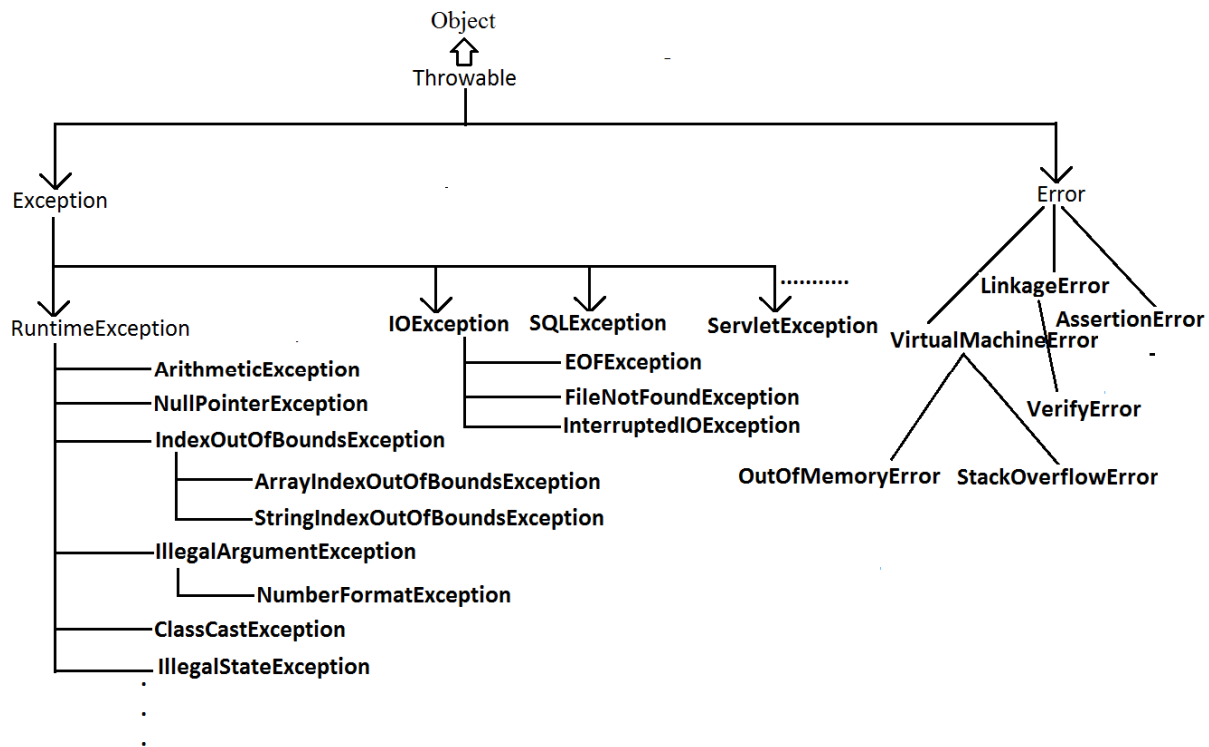 Object
Throwable
Exception
Error
RuntimeException
IOException
SQLException
ServletException
...........
LinkageError
AssertionError
VirtualMachineError
VerifyError
OutOfMemoryError
StackOverflowError
EOFException
FileNotFoundException
InterruptedIOException
ArithmeticException
NullPointerException
IndexOutOfBoundsException
ArrayIndexOutOfBoundsException
StringIndexOutOfBoundsException
IllegalArgumentException
NumberFormatException
ClassCastException
IllegalStateException
.
.
.